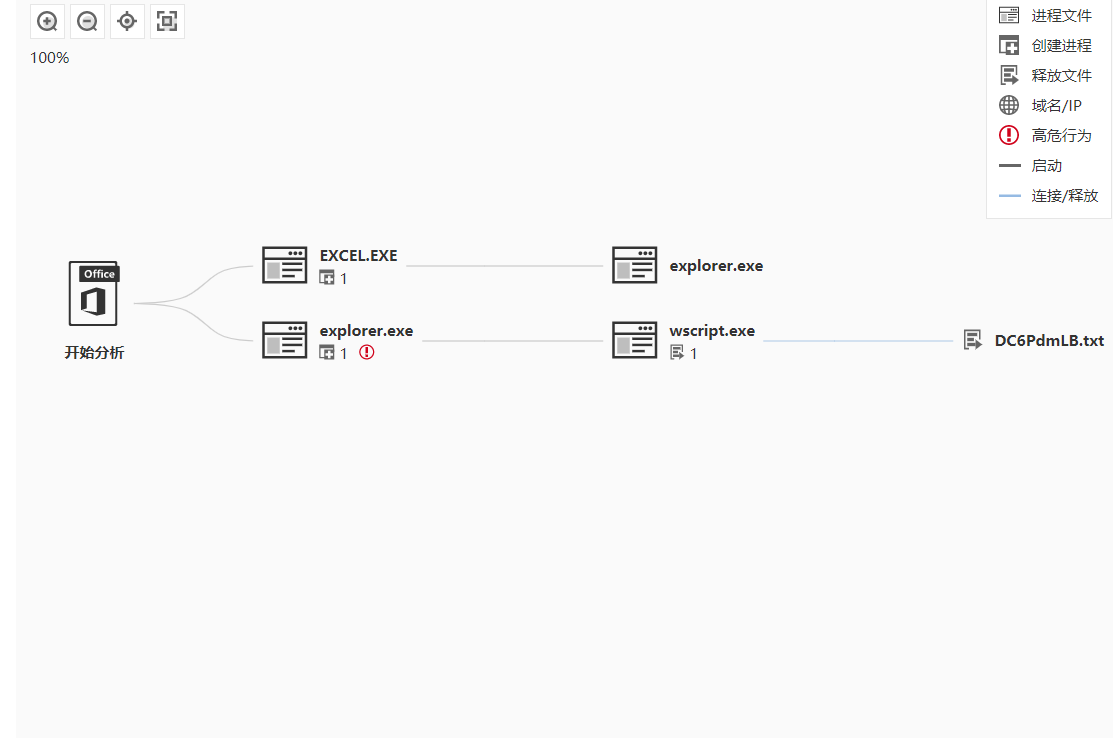 100%
进程文件
创建进程
释放文件
域名/IP
高危行为
启动
连接/释放
Office
开始分析
EXCEL.EXE
1
explorer.exe
explorer.exe
1
wscript.exe
1
DC6PdmLB.txt